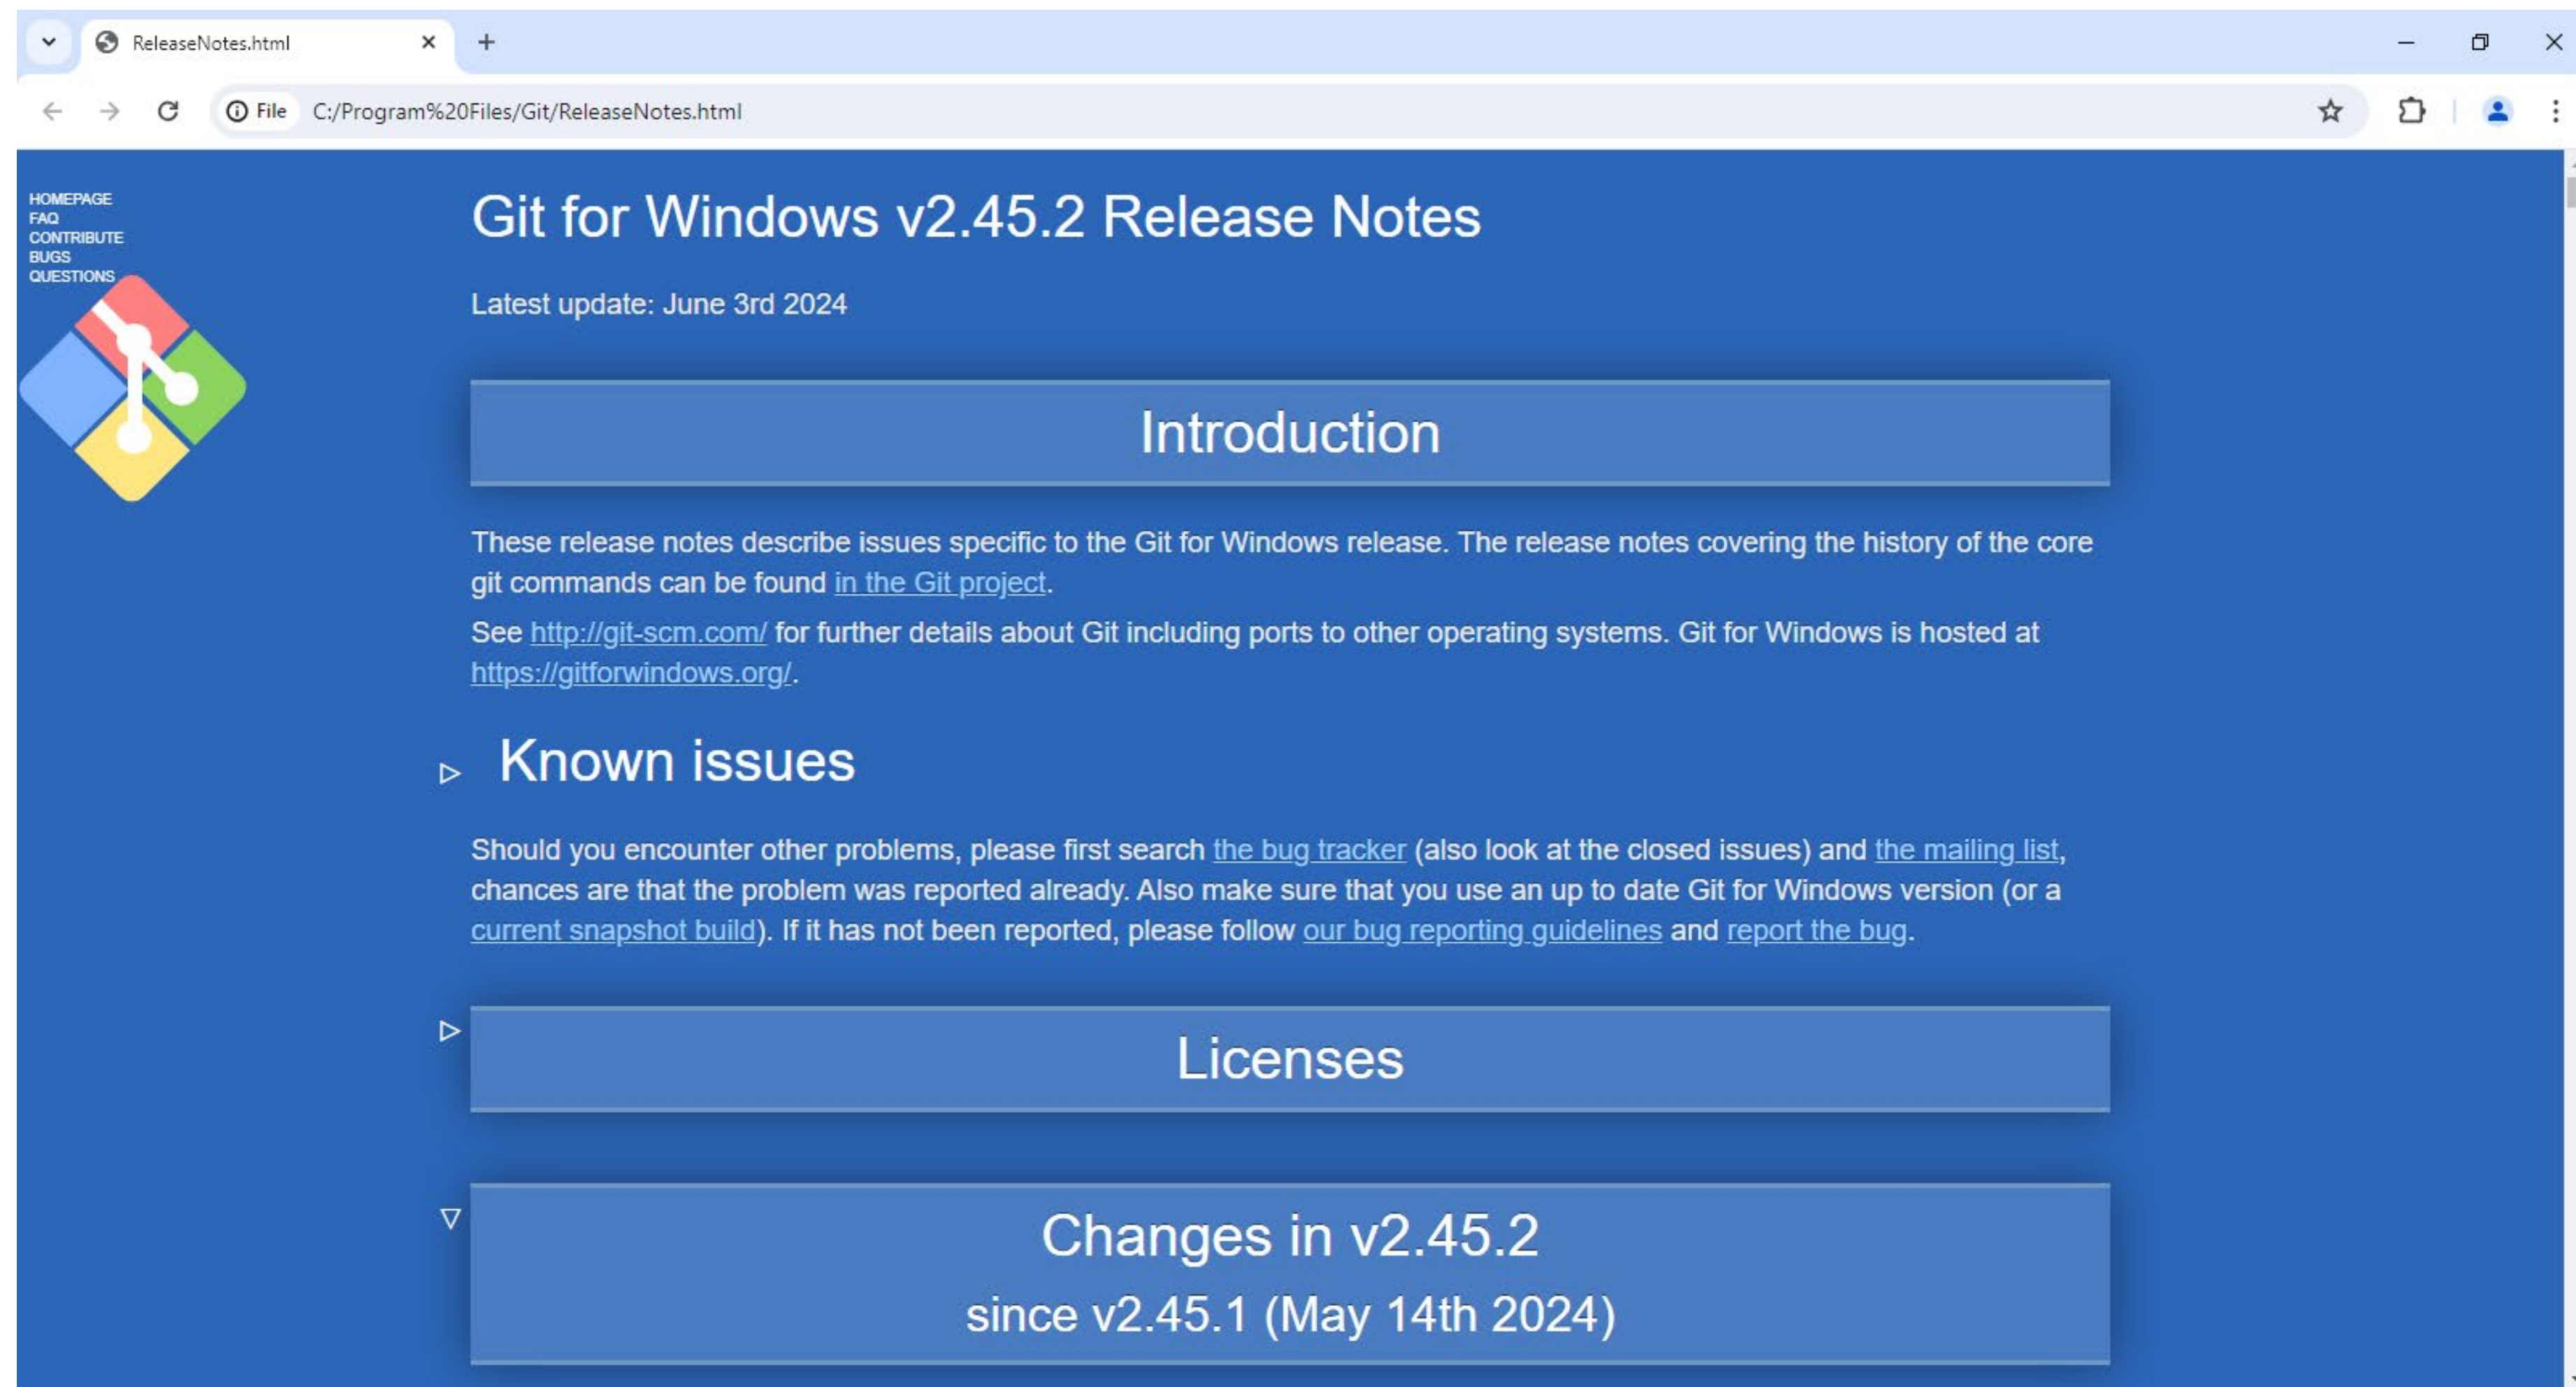 ReleaseNotes.html
File C:/Program%20Files/Git/ReleaseNotes.html
HOMEPAGE
FAQ
CONTRIBUTE
BUGS
QUESTIONS
Git for Windows v2.45.2 Release Notes
Latest update: June 3rd 2024
Introduction
These release notes describe issues specific to the Git for Windows release. The release notes covering the history of the core
git commands can be found in the Git project.
See http://git-scm.com/ for further details about Git including ports to other operating systems. Git for Windows is hosted at
https://gitforwindows.org/.
Known issues
Should you encounter other problems, please first search the bug tracker (also look at the closed issues) and the mailing list,
chances are that the problem was reported already. Also make sure that you use an up to date Git for Windows version (or a
current snapshot build). If it has not been reported, please follow our bug reporting guidelines and report the bug.
Licenses
Changes in v2.45.2
since v2.45.1 (May 14th 2024)